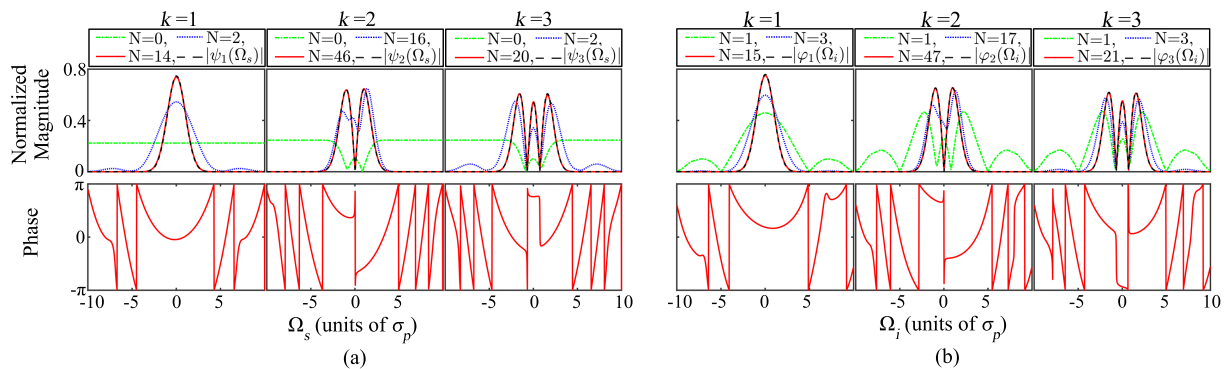 k=1 k=2 k=3
N=0, N=2, N=0, N=16, N=0, N=2,
N=14, |ψ₁(Ωₛ)| N=46, |ψ₂(Ωₛ)| N=20, |ψ₃(Ωₛ)|
0.8
0.4
0
Normalized
Magnitude
π
0
-π
Phase
-10 -5 0 5 -5 0 5 -5 0 5 10
Ωₛ (units of σₚ)
(a)
k=1 k=2 k=3
N=1, N=3, N=1, N=17, N=1, N=3,
N=15, |φ₁(Ωᵢ)| N=47, |φ₂(Ωᵢ)| N=21, |φ₃(Ωᵢ)|
-10 -5 0 5 -5 0 5 -5 0 5 10
Ωᵢ (units of σₚ)
(b)